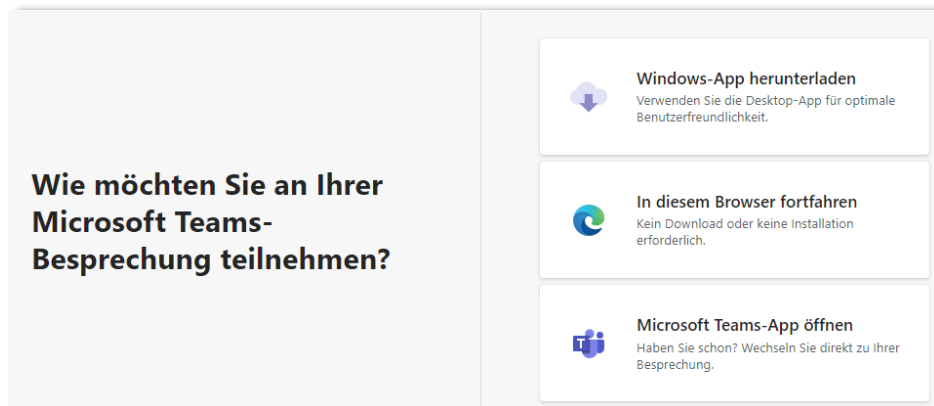 Wie möchten Sie an Ihrer
Microsoft Teams-
Besprechung teilnehmen?
Windows-App herunterladen
Verwenden Sie die Desktop-App für optimale
Benutzerfreundlichkeit.
In diesem Browser fortfahren
Kein Download oder keine Installation
erforderlich.
Microsoft Teams-App öffnen
Haben Sie schon? Wechseln Sie direkt zu Ihrer
Besprechung.